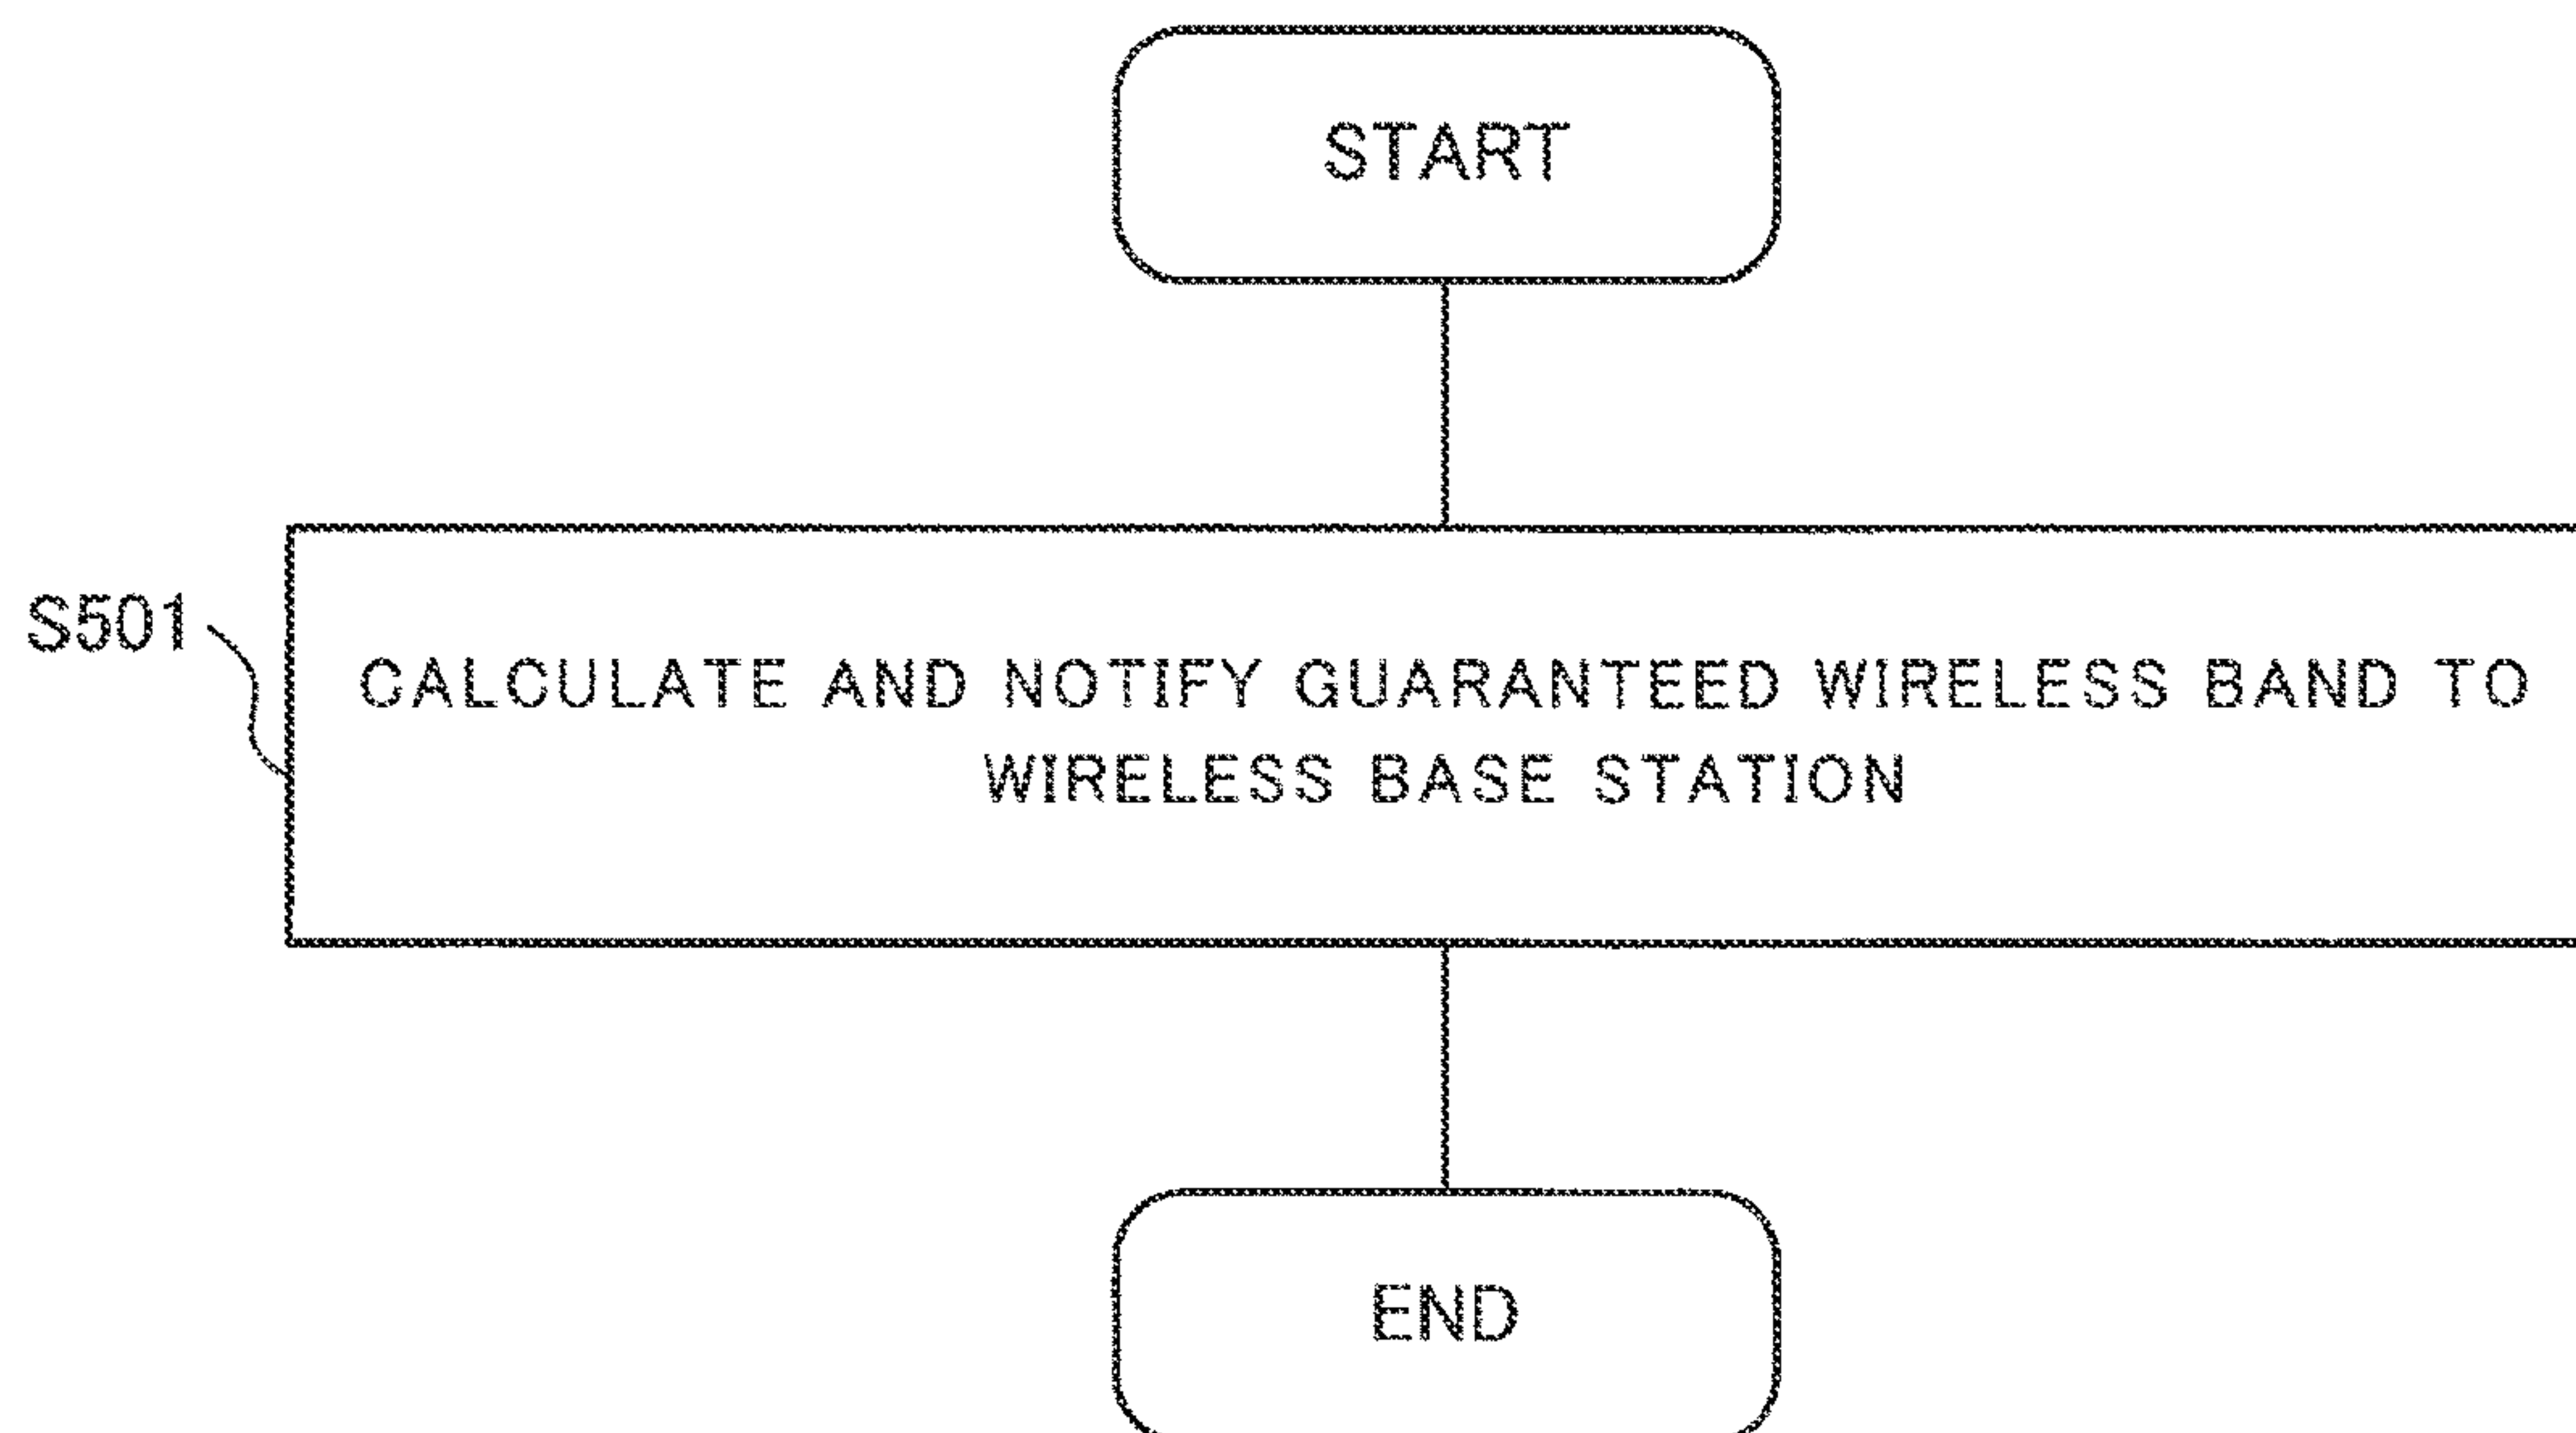 START
S501
CALCULATE AND NOTIFY GUARANTEED WIRELESS BAND TO
WIRELESS BASE STATION
END